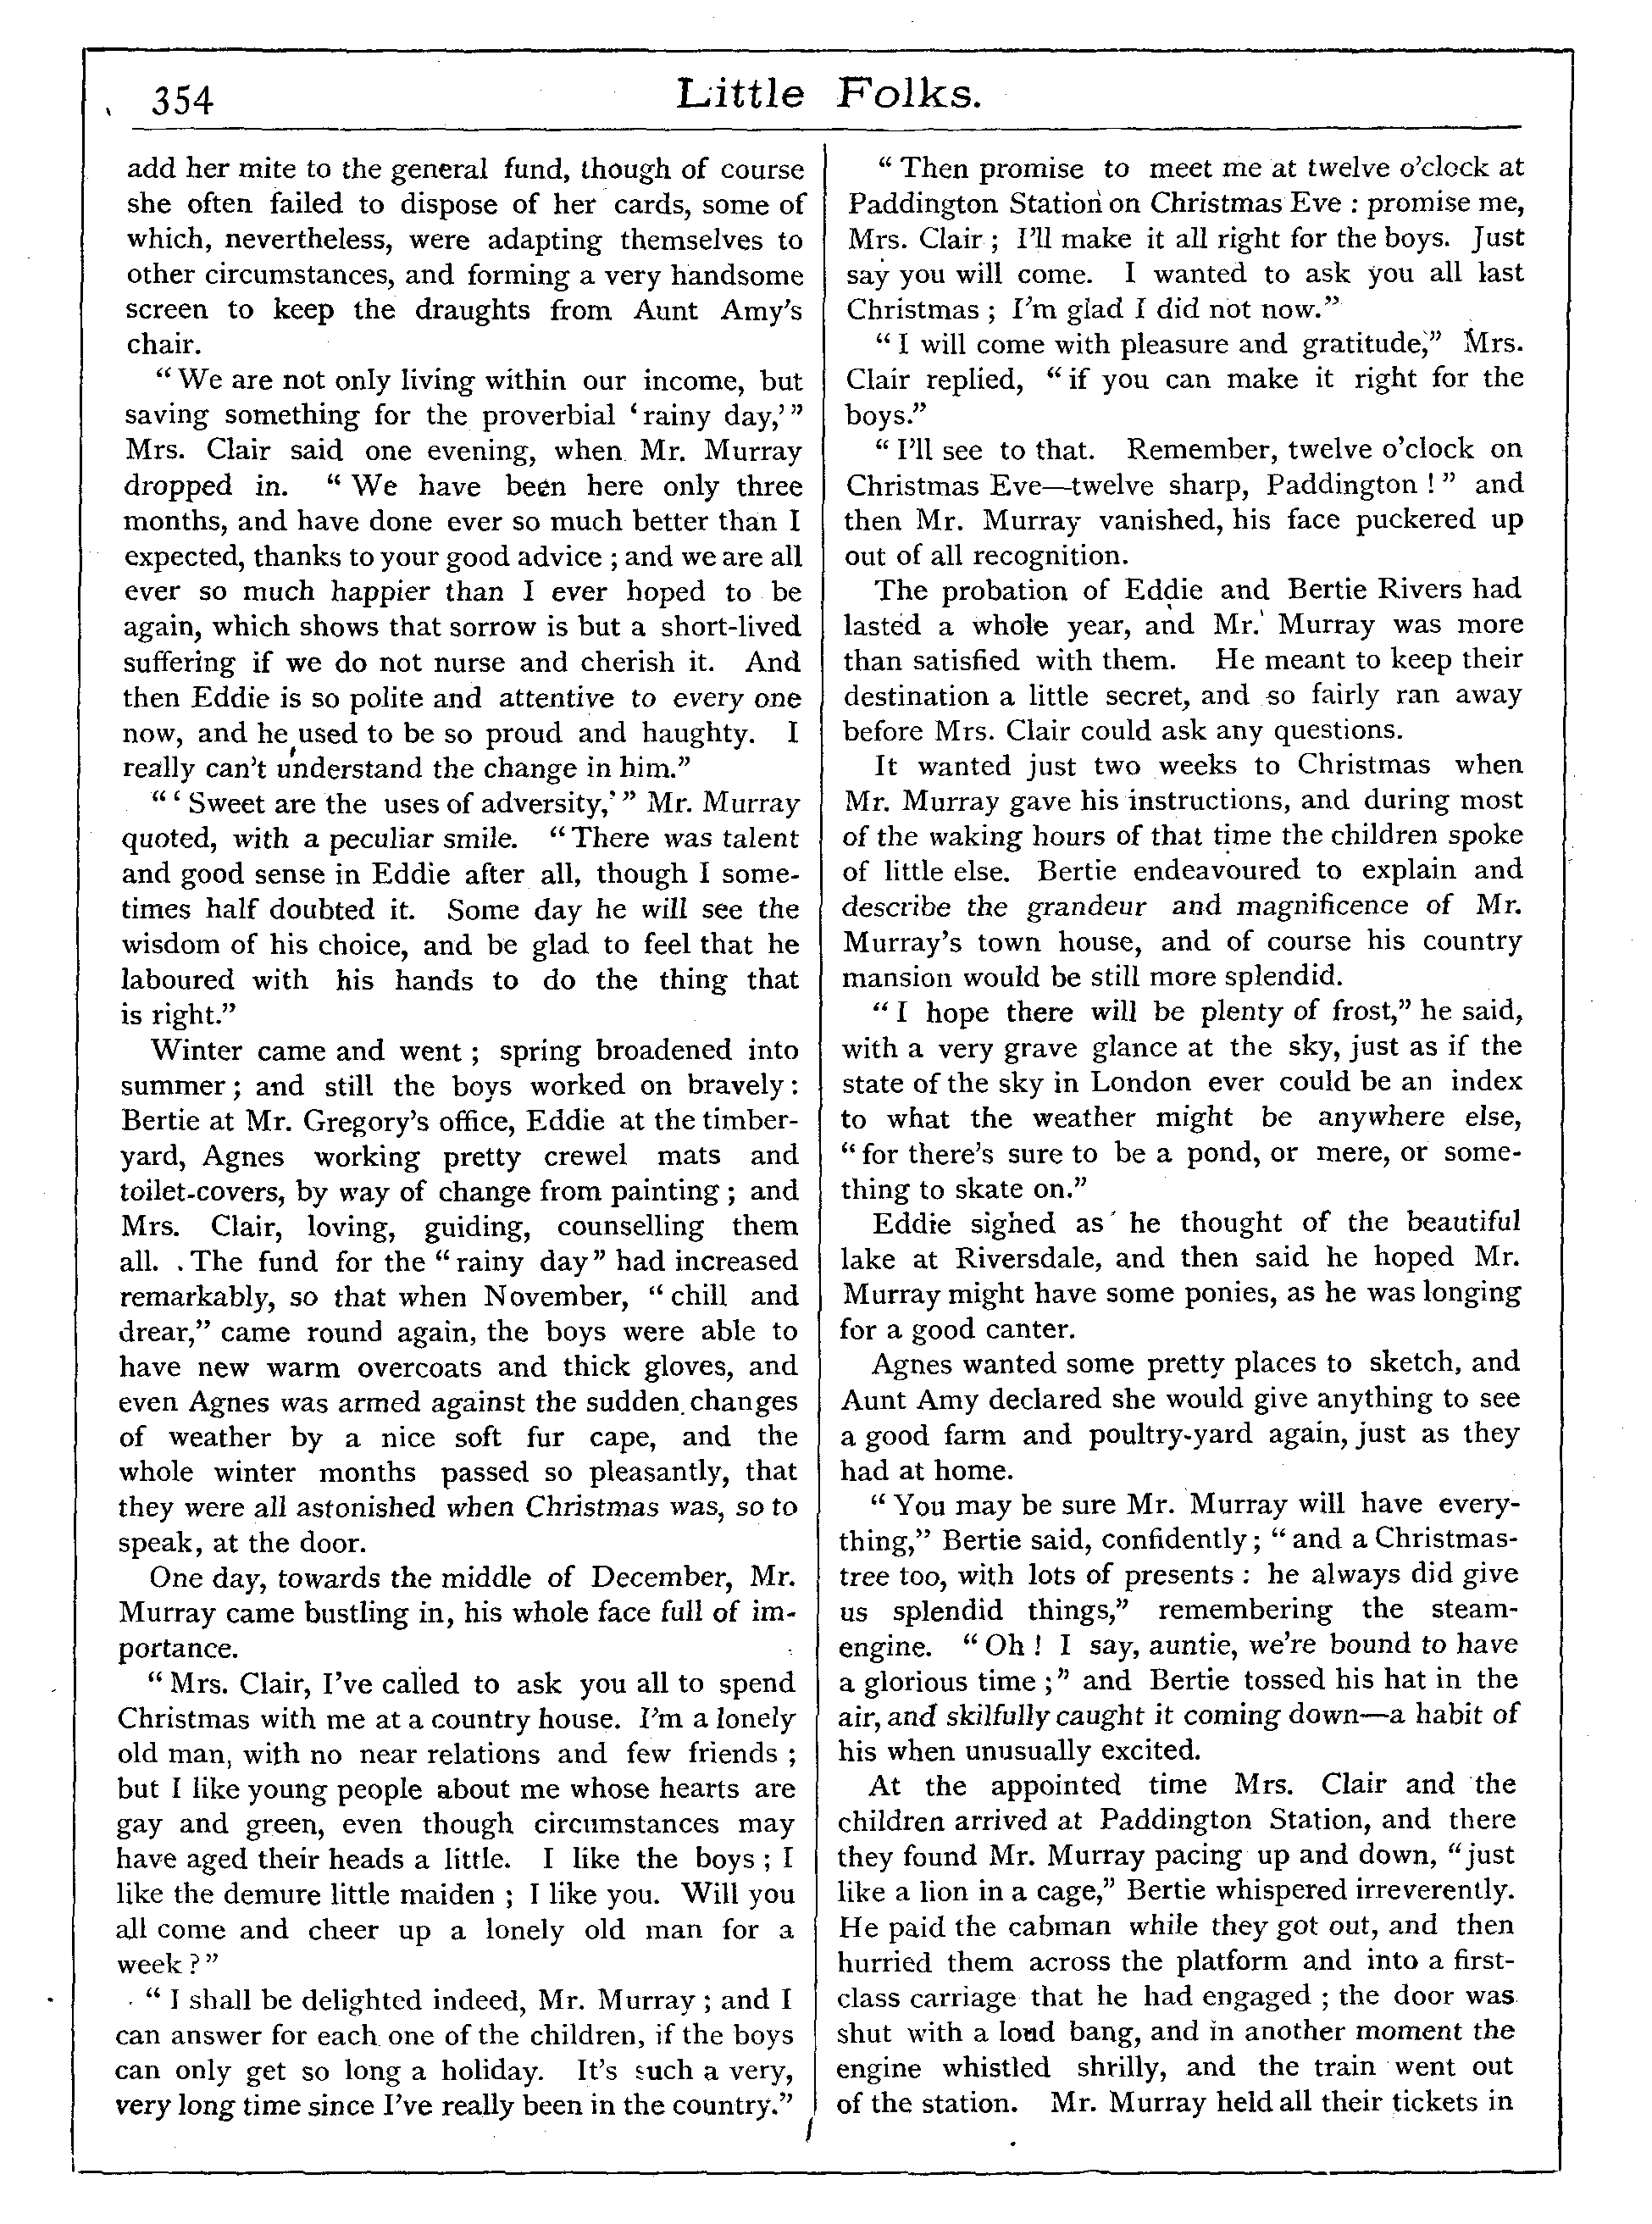 354
Little Folks.
add her mite to the general fund, though of course
she often failed to dispose of her cards, some of
which, nevertheless, were adapting themselves to
other circumstances, and forming a very handsome
screen to keep the draughts from Aunt Amy's
chair.
"We are not only living within our income, but
saving something for the proverbial 'rainy day,'"
Mrs. Clair said one evening, when Mr. Murray
dropped in. "We have been here only three
months, and have done ever so much better than I
expected, thanks to your good advice; and we are all
ever so much happier than I ever hoped to be
again, which shows that sorrow is but a short-lived
suffering if we do not nurse and cherish it. And
then Eddie is so polite and attentive to every one
now, and he used to be so proud and haughty. I
really can't understand the change in him."
"'Sweet are the uses of adversity,'" Mr. Murray
quoted, with a peculiar smile. "There was talent
and good sense in Eddie after all, though I some-
times half doubted it. Some day he will see the
wisdom of his choice, and be glad to feel that he
laboured with his hands to do the thing that
is right."
Winter came and went; spring broadened into
summer; and still the boys worked on bravely:
Bertie at Mr. Gregory's office, Eddie at the timber-
yard, Agnes working pretty crewel mats and
toilet-covers, by way of change from painting; and
Mrs. Clair, loving, guiding, counselling them
all. The fund for the "rainy day" had increased
remarkably, so that when November, "chill and
drear," came round again, the boys were able to
have new warm overcoats and thick gloves, and
even Agnes was armed against the sudden changes
of weather by a nice soft fur cape, and the
whole winter months passed so pleasantly, that
they were all astonished when Christmas was, so to
speak, at the door.
One day, towards the middle of December, Mr.
Murray came bustling in, his whole face full of im-
portance.
"Mrs. Clair, I've called to ask you all to spend
Christmas with me at a country house. I'm a lonely
old man, with no near relations and few friends;
but I like young people about me whose hearts are
gay and green, even though circumstances may
have aged their heads a little. I like the boys; I
like the demure little maiden; I like you. Will you
all come and cheer up a lonely old man for a
week?"
"I shall be delighted indeed, Mr. Murray; and I
can answer for each one of the children, if the boys
can only get so long a holiday. It's such a very,
very long time since I've really been in the country."
"Then promise to meet me at twelve o'clock at
Paddington Station on Christmas Eve: promise me,
Mrs. Clair; I'll make it all right for the boys. Just
say you will come. I wanted to ask you all last
Christmas; I'm glad I did not now."
"I will come with pleasure and gratitude," Mrs.
Clair replied, "if you can make it right for the
boys."
"I'll see to that. Remember, twelve o'clock on
Christmas Eve—twelve sharp, Paddington!" and
then Mr. Murray vanished, his face puckered up
out of all recognition.
The probation of Eddie and Bertie Rivers had
lasted a whole year, and Mr. Murray was more
than satisfied with them. He meant to keep their
destination a little secret, and so fairly ran away
before Mrs. Clair could ask any questions.
It wanted just two weeks to Christmas when
Mr. Murray gave his instructions, and during most
of the waking hours of that time the children spoke
of little else. Bertie endeavoured to explain and
describe the grandeur and magnificence of Mr.
Murray's town house, and of course his country
mansion would be still more splendid.
"I hope there will be plenty of frost," he said,
with a very grave glance at the sky, just as if the
state of the sky in London ever could be an index
to what the weather might be anywhere else,
"for there's sure to be a pond, or mere, or some-
thing to skate on."
Eddie sighed as he thought of the beautiful
lake at Riversdale, and then said he hoped Mr.
Murray might have some ponies, as he was longing
for a good canter.
Agnes wanted some pretty places to sketch, and
Aunt Amy declared she would give anything to see
a good farm and poultry-yard again, just as they
had at home.
"You may be sure Mr. Murray will have every-
thing," Bertie said, confidently; "and a Christmas-
tree too, with lots of presents: he always did give
us splendid things," remembering the steam-
engine. "Oh! I say, auntie, we're bound to have
a glorious time;" and Bertie tossed his hat in the
air, and skilfully caught it coming down—a habit of
his when unusually excited.
At the appointed time Mrs. Clair and the
children arrived at Paddington Station, and there
they found Mr. Murray pacing up and down, "just
like a lion in a cage," Bertie whispered irreverently.
He paid the cabman while they got out, and then
hurried them across the platform and into a first-
class carriage that he had engaged; the door was
shut with a loud bang, and in another moment the
engine whistled shrilly, and the train went out
of the station. Mr. Murray held all their tickets in